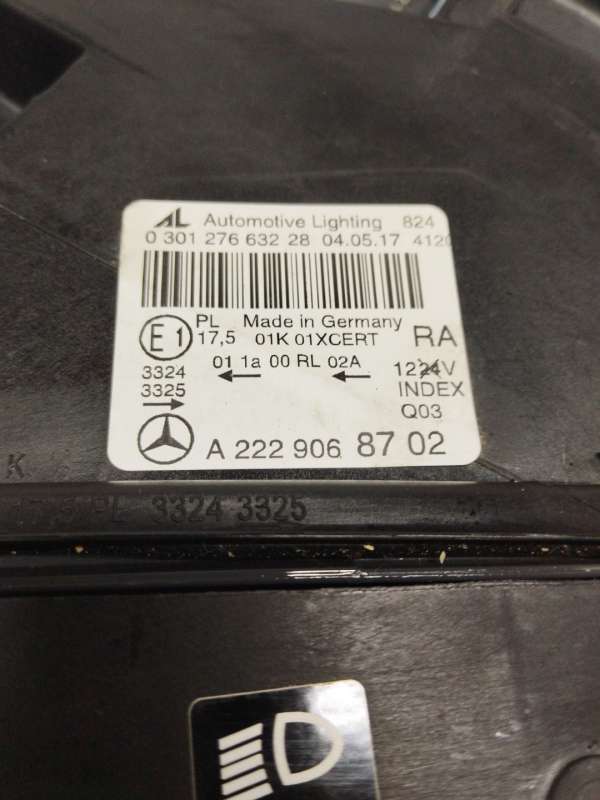 AL Automotive Lighting 824
0 301 276 632 28 04.05.17 4120
E1 PL 17,5 Made in Germany RA
01K 01XCERT
01 1a 00 RL 02A 1224V
3324
3325 INDEX
Q03
A 222 906 8702
K
PL 3324 3325